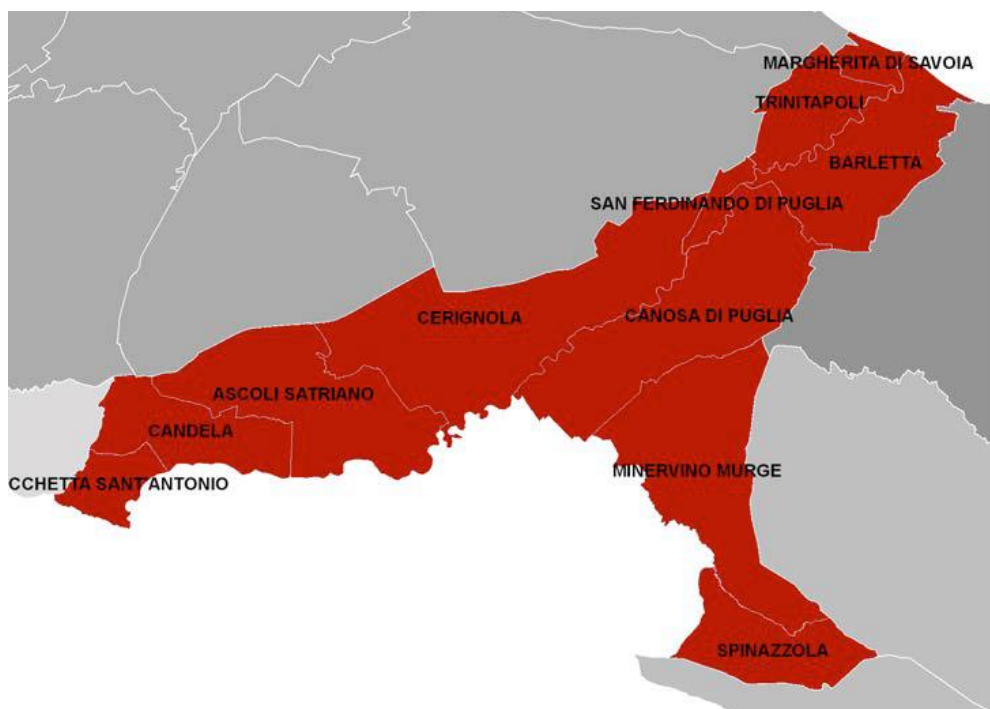 MARGHERITA DI SAVOIA
TRINITAPOLI
BARLETTA
SAN FERDINANDO DI PUGLIA
CERIGNOLA
CANOSA DI PUGLIA
ASCOLI SATRIANO
CANDELA
MINERVINO MURGE
CCHETTA SANT'ANTONIO
SPINAZZOLA